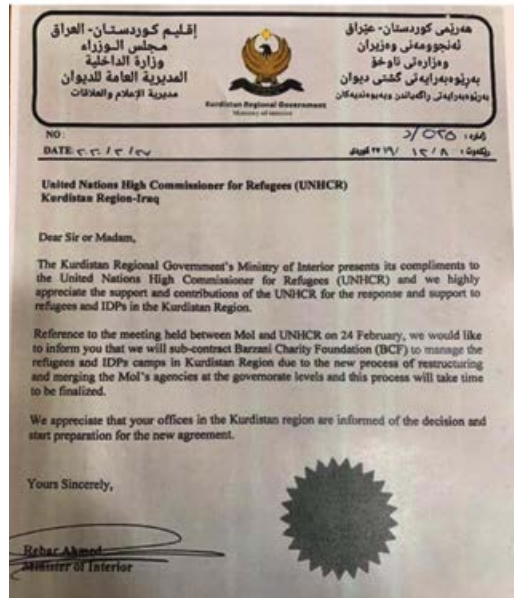 إقليم كوردستان- العراق
مجلس الوزراء
وزارة الداخلية
المديرية العامة للديوان
مديرية الإعلام والعلاقات
هەرێمی کوردستان- عێراق
ئەنجوومەنی وەزیران
وەزارەتی ناوخۆ
بەڕێوەبەرایەتی گشتی دیوان
بەڕێوەبەرایەتی راگەیاندن وپەیوەندیەکان
Kurdistan Regional Government
Ministry of Interior
NO:
DATE: ٢٠٢٠/٢/٢٧
United Nations High Commissioner for Refugees (UNHCR)
Kurdistan Region-Iraq
Dear Sir or Madam,
The Kurdistan Regional Government's Ministry of Interior presents its compliments to
the United Nations High Commissioner for Refugees (UNHCR) and we highly
appreciate the support and contributions of the UNHCR for the response and support to
refugees and IDPs in the Kurdistan Region.
Reference to the meeting held between MoI and UNHCR on 24 February, we would like
to inform you that we will sub-contract Barzani Charity Foundation (BCF) to manage the
refugees and IDPs camps in Kurdistan Region due to the new process of restructuring
and merging the MoI's agencies at the governorate levels and this process will take time
to be finalized.
We appreciate that your offices in the Kurdistan region are informed of the decision and
start preparation for the new agreement.
Yours Sincerely,
Rebar Ahmed
Minister of Interior